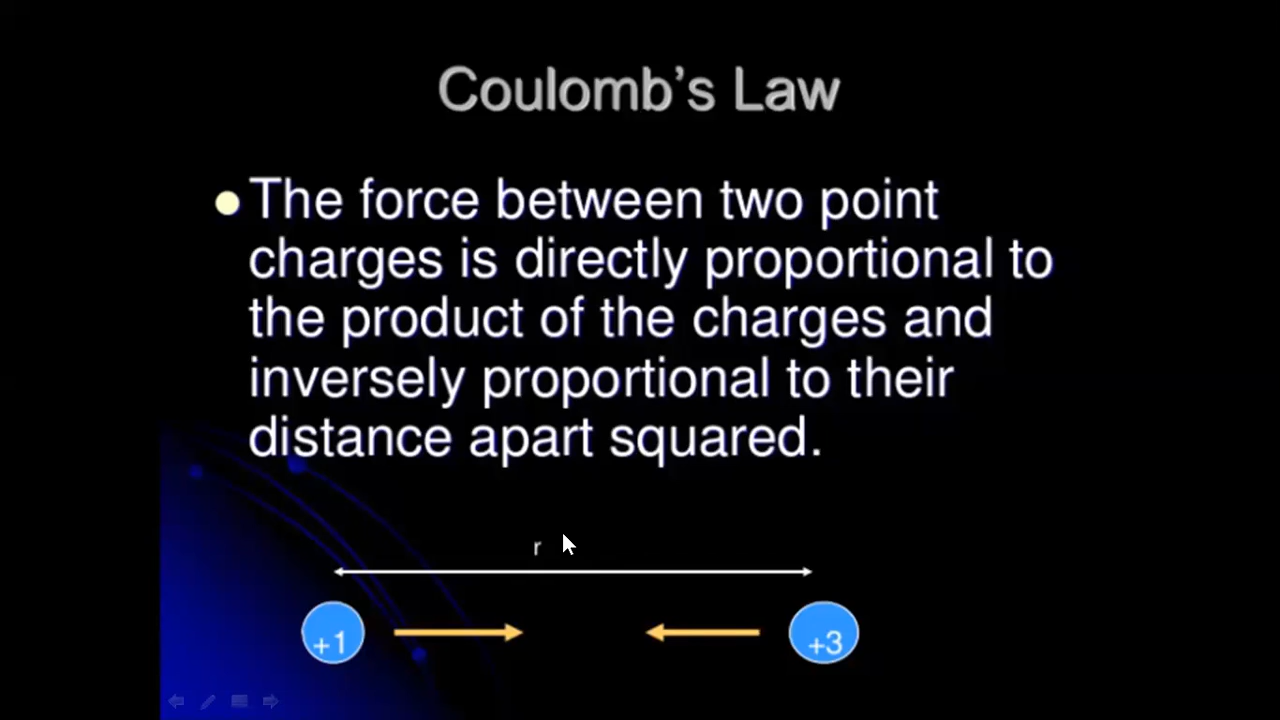 Coulomb’s Law
The force between two point
charges is directly proportional to
the product of the charges and
inversely proportional to their
distance apart squared.
r
+1 +3